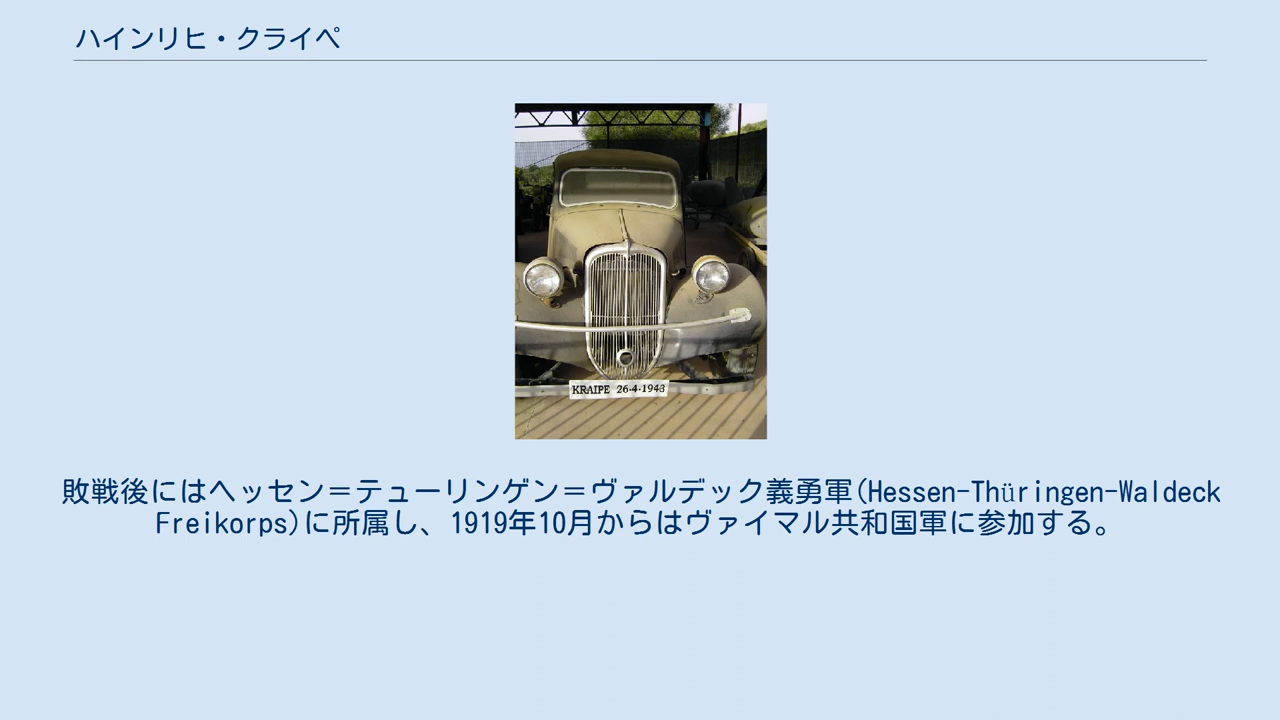 ハインリヒ・クライペ
KRAIPE 26-4-1943
敗戦後にはヘッセン＝テューリンゲン＝ヴァルデック義勇軍(Hessen-Thüringen-Waldeck
Freikorps)に所属し、1919年10月からはヴァイマル共和国軍に参加する。